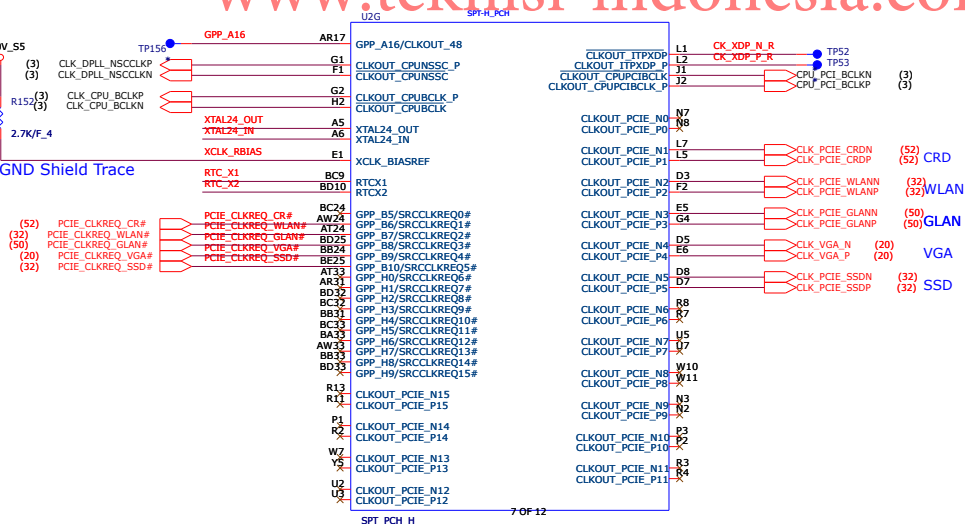 www.teknisi-indonesia.co
U2G
SPT-H_PCH
V_S5
(3) CLK_DPLL_NSCCLKP
(3) CLK_DPLL_NSCCLKN
R152
(3) CLK_CPU_BCLKP
(3) CLK_CPU_BCLKN
2.7K/F_4
GND Shield Trace
GPP_A16 AR17 GPP_A16/CLKOUT_48
TP156
G1 CLKOUT_CPUNSSC_P
F1 CLKOUT_CPUNSSC
G2 CLKOUT_CPUBCLK_P
H2 CLKOUT_CPUBCLK
XTAL24_OUT A5 XTAL24_OUT
XTAL24_IN A6 XTAL24_IN
XCLK_RBIAS E1 XCLK_BIASREF
RTC_X1 BC9 RTCX1
RTC_X2 BD10 RTCX2
BC24 GPP_B5/SRCCLKREQ0#
(52) PCIE_CLKREQ_CR# PCIE_CLKREQ_CR# AW24 GPP_B6/SRCCLKREQ1#
(32) PCIE_CLKREQ_WLAN# PCIE_CLKREQ_WLAN# AT24 GPP_B7/SRCCLKREQ2#
(50) PCIE_CLKREQ_GLAN# PCIE_CLKREQ_GLAN# BD25 GPP_B8/SRCCLKREQ3#
(20) PCIE_CLKREQ_VGA# PCIE_CLKREQ_VGA# BB24 GPP_B9/SRCCLKREQ4#
(32) PCIE_CLKREQ_SSD# PCIE_CLKREQ_SSD# BE25 GPP_B10/SRCCLKREQ5#
AT33 GPP_H0/SRCCLKREQ6#
AR31 GPP_H1/SRCCLKREQ7#
BD32 GPP_H2/SRCCLKREQ8#
BC32 GPP_H3/SRCCLKREQ9#
BB31 GPP_H4/SRCCLKREQ10#
BC33 GPP_H5/SRCCLKREQ11#
BA33 GPP_H6/SRCCLKREQ12#
AW33 GPP_H7/SRCCLKREQ13#
BB33 GPP_H8/SRCCLKREQ14#
BD33 GPP_H9/SRCCLKREQ15#
R13 CLKOUT_PCIE_N15
R11 CLKOUT_PCIE_P15
P1 CLKOUT_PCIE_N14
R2 CLKOUT_PCIE_P14
W7 CLKOUT_PCIE_N13
Y5 CLKOUT_PCIE_P13
U2 CLKOUT_PCIE_N12
U3 CLKOUT_PCIE_P12
CLKOUT_ITPXDP L1 CK_XDP_N_R TP52
CLKOUT_ITPXDP_P L2 CK_XDP_P_R TP53
CLKOUT_CPUPCIBCLK J1 CPU_PCI_BCLKN (3)
CLKOUT_CPUPCIBCLK_P J2 CPU_PCI_BCLKP (3)
CLKOUT_PCIE_N0 N7
CLKOUT_PCIE_P0 N8
CLKOUT_PCIE_N1 L7 CLK_PCIE_CRDN (52)
CLKOUT_PCIE_P1 L5 CLK_PCIE_CRDP (52)
CRD
CLKOUT_PCIE_N2 D3 CLK_PCIE_WLANN (32)
CLKOUT_PCIE_P2 F2 CLK_PCIE_WLANP (32)
WLAN
CLKOUT_PCIE_N3 E5 CLK_PCIE_GLANN (50)
CLKOUT_PCIE_P3 G4 CLK_PCIE_GLANP (50)
GLAN
CLKOUT_PCIE_N4 D5 CLK_VGA_N (20)
CLKOUT_PCIE_P4 E6 CLK_VGA_P (20)
VGA
CLKOUT_PCIE_N5 D8 CLK_PCIE_SSDN (32)
CLKOUT_PCIE_P5 D7 CLK_PCIE_SSDP (32)
SSD
CLKOUT_PCIE_N6 R8
CLKOUT_PCIE_P6 R7
CLKOUT_PCIE_N7 U5
CLKOUT_PCIE_P7 U7
CLKOUT_PCIE_N8 W10
CLKOUT_PCIE_P8 W11
CLKOUT_PCIE_N9 N3
CLKOUT_PCIE_P9 N2
CLKOUT_PCIE_N10 P3
CLKOUT_PCIE_P10 P2
CLKOUT_PCIE_N11 R3
CLKOUT_PCIE_P11 R4
7 OF 12
SPT_PCH_H